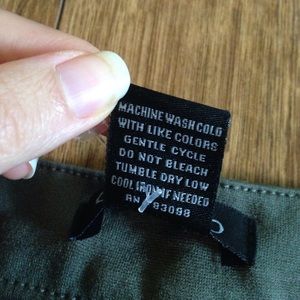 MACHINE WASH COLD
WITH LIKE COLORS
GENTLE CYCLE
DO NOT BLEACH
TUMBLE DRY LOW
COOL IRON IF NEEDED
RN 83098